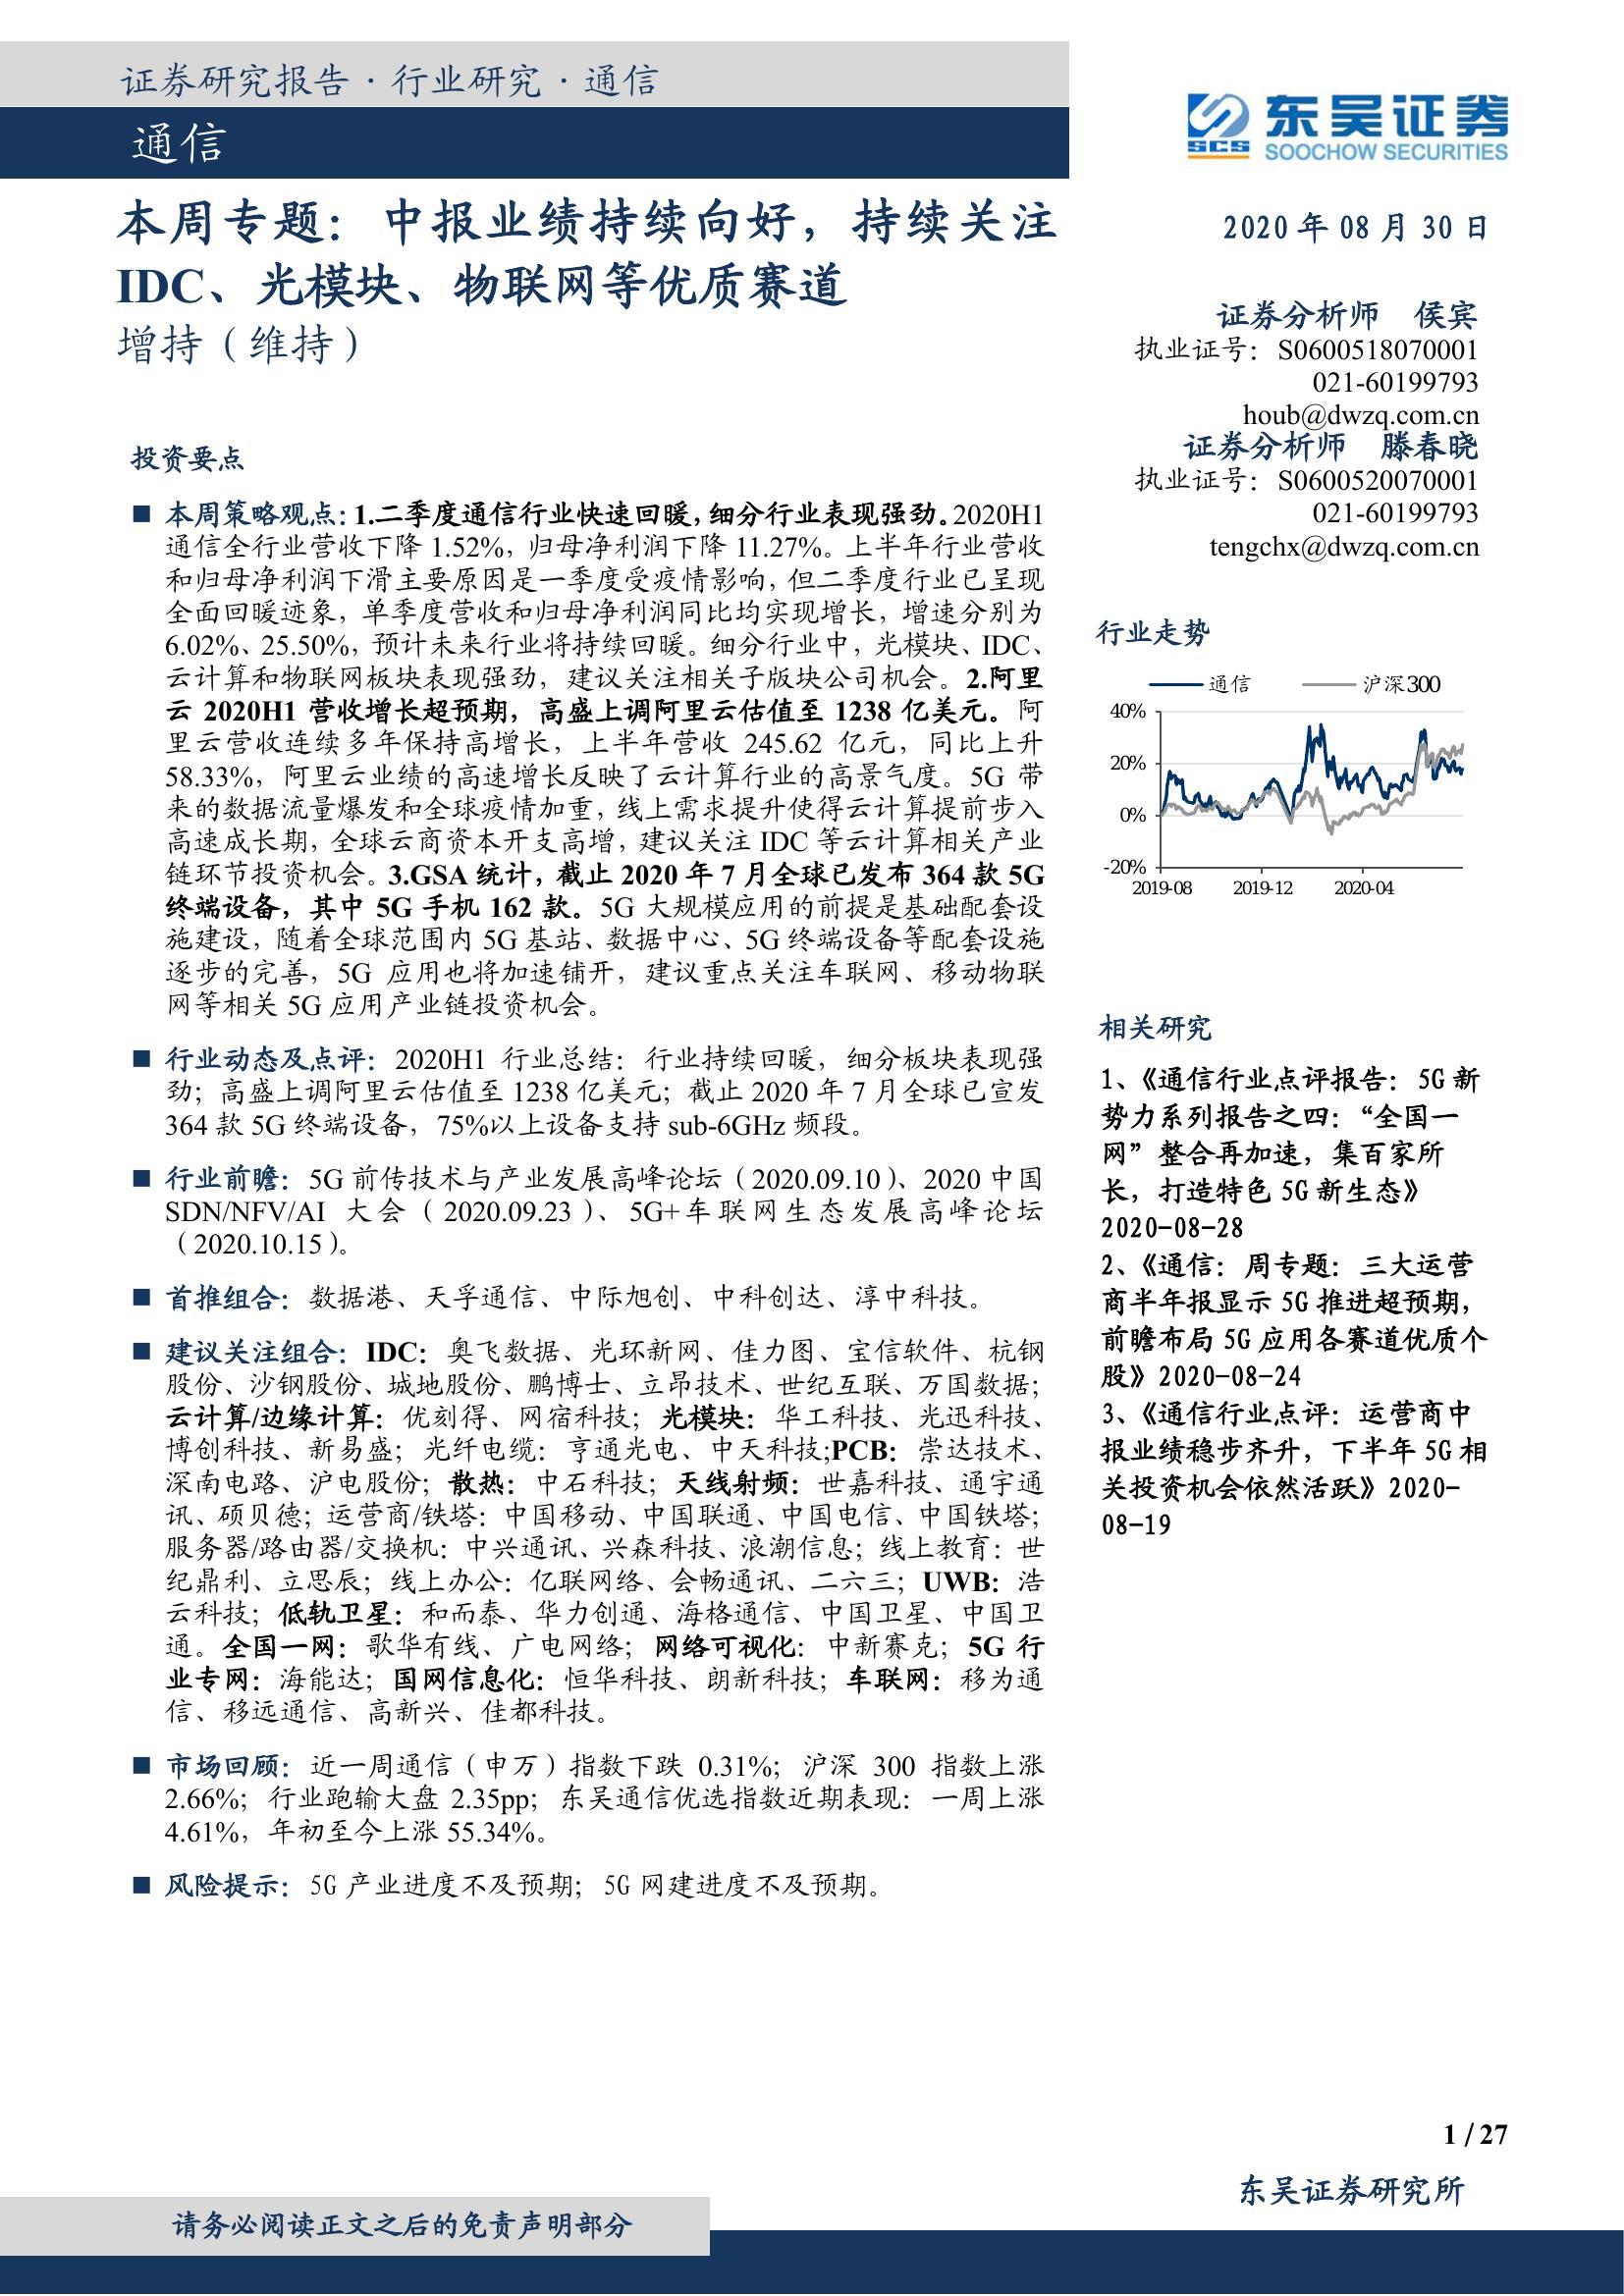 证券研究报告·行业研究·通信
通信
SCS 东吴证券
SOOCHOW SECURITIES
本周专题：中报业绩持续向好，持续关注
IDC、光模块、物联网等优质赛道
增持（维持）
2020 年 08 月 30 日
证券分析师 侯宾
执业证号：S0600518070001
021-60199793
houb@dwzq.com.cn
证券分析师 滕春晓
执业证号：S0600520070001
021-60199793
tengchx@dwzq.com.cn
投资要点
■ 本周策略观点：1.二季度通信行业快速回暖，细分行业表现强劲。2020H1
通信全行业营收下降 1.52%，归母净利润下降 11.27%。上半年行业营收
和归母净利润下滑主要原因是一季度受疫情影响，但二季度行业已呈现
全面回暖迹象，单季度营收和归母净利润同比均实现增长，增速分别为
6.02%、25.50%，预计未来行业将持续回暖。细分行业中，光模块、IDC、
云计算和物联网板块表现强劲，建议关注相关子版块公司机会。2.阿里
云 2020H1 营收增长超预期，高盛上调阿里云估值至 1238 亿美元。阿
里云营收连续多年保持高增长，上半年营收 245.62 亿元，同比上升
58.33%，阿里云业绩的高速增长反映了云计算行业的高景气度。5G 带
来的数据流量爆发和全球疫情加重，线上需求提升使得云计算提前步入
高速成长期，全球云商资本开支高增，建议关注 IDC 等云计算相关产业
链环节投资机会。3.GSA 统计，截止 2020 年 7 月全球已发布 364 款 5G
终端设备，其中 5G 手机 162 款。5G 大规模应用的前提是基础配套设
施建设，随着全球范围内 5G 基站、数据中心、5G 终端设备等配套设施
逐步的完善，5G 应用也将加速铺开，建议重点关注车联网、移动物联
网等相关 5G 应用产业链投资机会。
■ 行业动态及点评：2020H1 行业总结：行业持续回暖，细分板块表现强
劲；高盛上调阿里云估值至 1238 亿美元；截止 2020 年 7 月全球已宣发
364 款 5G 终端设备，75%以上设备支持 sub-6GHz 频段。
■ 行业前瞻：5G 前传技术与产业发展高峰论坛（2020.09.10）、2020 中国
SDN/NFV/AI 大会（2020.09.23）、5G+车联网生态发展高峰论坛
（2020.10.15）。
■ 首推组合：数据港、天孚通信、中际旭创、中科创达、淳中科技。
■ 建议关注组合：IDC：奥飞数据、光环新网、佳力图、宝信软件、杭钢
股份、沙钢股份、城地股份、鹏博士、立昂技术、世纪互联、万国数据；
云计算/边缘计算：优刻得、网宿科技；光模块：华工科技、光迅科技、
博创科技、新易盛；光纤电缆：亨通光电、中天科技;PCB：崇达技术、
深南电路、沪电股份；散热：中石科技；天线射频：世嘉科技、通宇通
讯、硕贝德；运营商/铁塔：中国移动、中国联通、中国电信、中国铁塔；
服务器/路由器/交换机：中兴通讯、兴森科技、浪潮信息；线上教育：世
纪鼎利、立思辰；线上办公：亿联网络、会畅通讯、二六三；UWB：浩
云科技；低轨卫星：和而泰、华力创通、海格通信、中国卫星、中国卫
通。全国一网：歌华有线、广电网络；网络可视化：中新赛克；5G 行
业专网：海能达；国网信息化：恒华科技、朗新科技；车联网：移为通
信、移远通信、高新兴、佳都科技。
■ 市场回顾：近一周通信（申万）指数下跌 0.31%；沪深 300 指数上涨
2.66%；行业跑输大盘 2.35pp；东吴通信优选指数近期表现：一周上涨
4.61%，年初至今上涨 55.34%。
■ 风险提示：5G 产业进度不及预期；5G 网建进度不及预期。
行业走势
通信 沪深300
40%
20%
0%
-20%
2019-08 2019-12 2020-04
相关研究
1、《通信行业点评报告：5G 新
势力系列报告之四：“全国一
网”整合再加速，集百家所
长，打造特色 5G 新生态》
2020-08-28
2、《通信：周专题：三大运营
商半年报显示 5G 推进超预期，
前瞻布局 5G 应用各赛道优质个
股》2020-08-24
3、《通信行业点评：运营商中
报业绩稳步齐升，下半年 5G 相
关投资机会依然活跃》2020-
08-19
1 / 27
东吴证券研究所
请务必阅读正文之后的免责声明部分